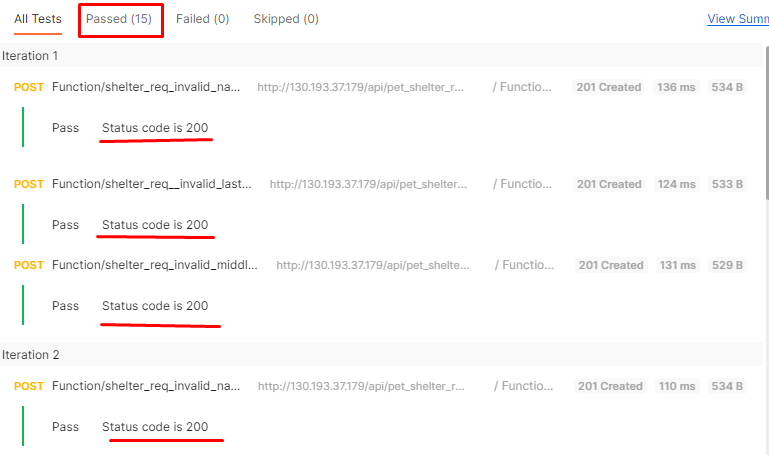 All Tests Passed (15) Failed (0) Skipped (0) View Summ
Iteration 1
POST Function/shelter_req_invalid_na... http://130.193.37.179/api/pet_shelter_r... / Functio... 201 Created 136 ms 534 B
Pass Status code is 200
POST Function/shelter_req__invalid_last... http://130.193.37.179/api/pet_shelte... / Functio... 201 Created 124 ms 533 B
Pass Status code is 200
POST Function/shelter_req_invalid_middl... http://130.193.37.179/api/pet_shelte... / Functio... 201 Created 131 ms 529 B
Pass Status code is 200
Iteration 2
POST Function/shelter_req_invalid_na... http://130.193.37.179/api/pet_shelter_r... / Functio... 201 Created 110 ms 534 B
Pass Status code is 200